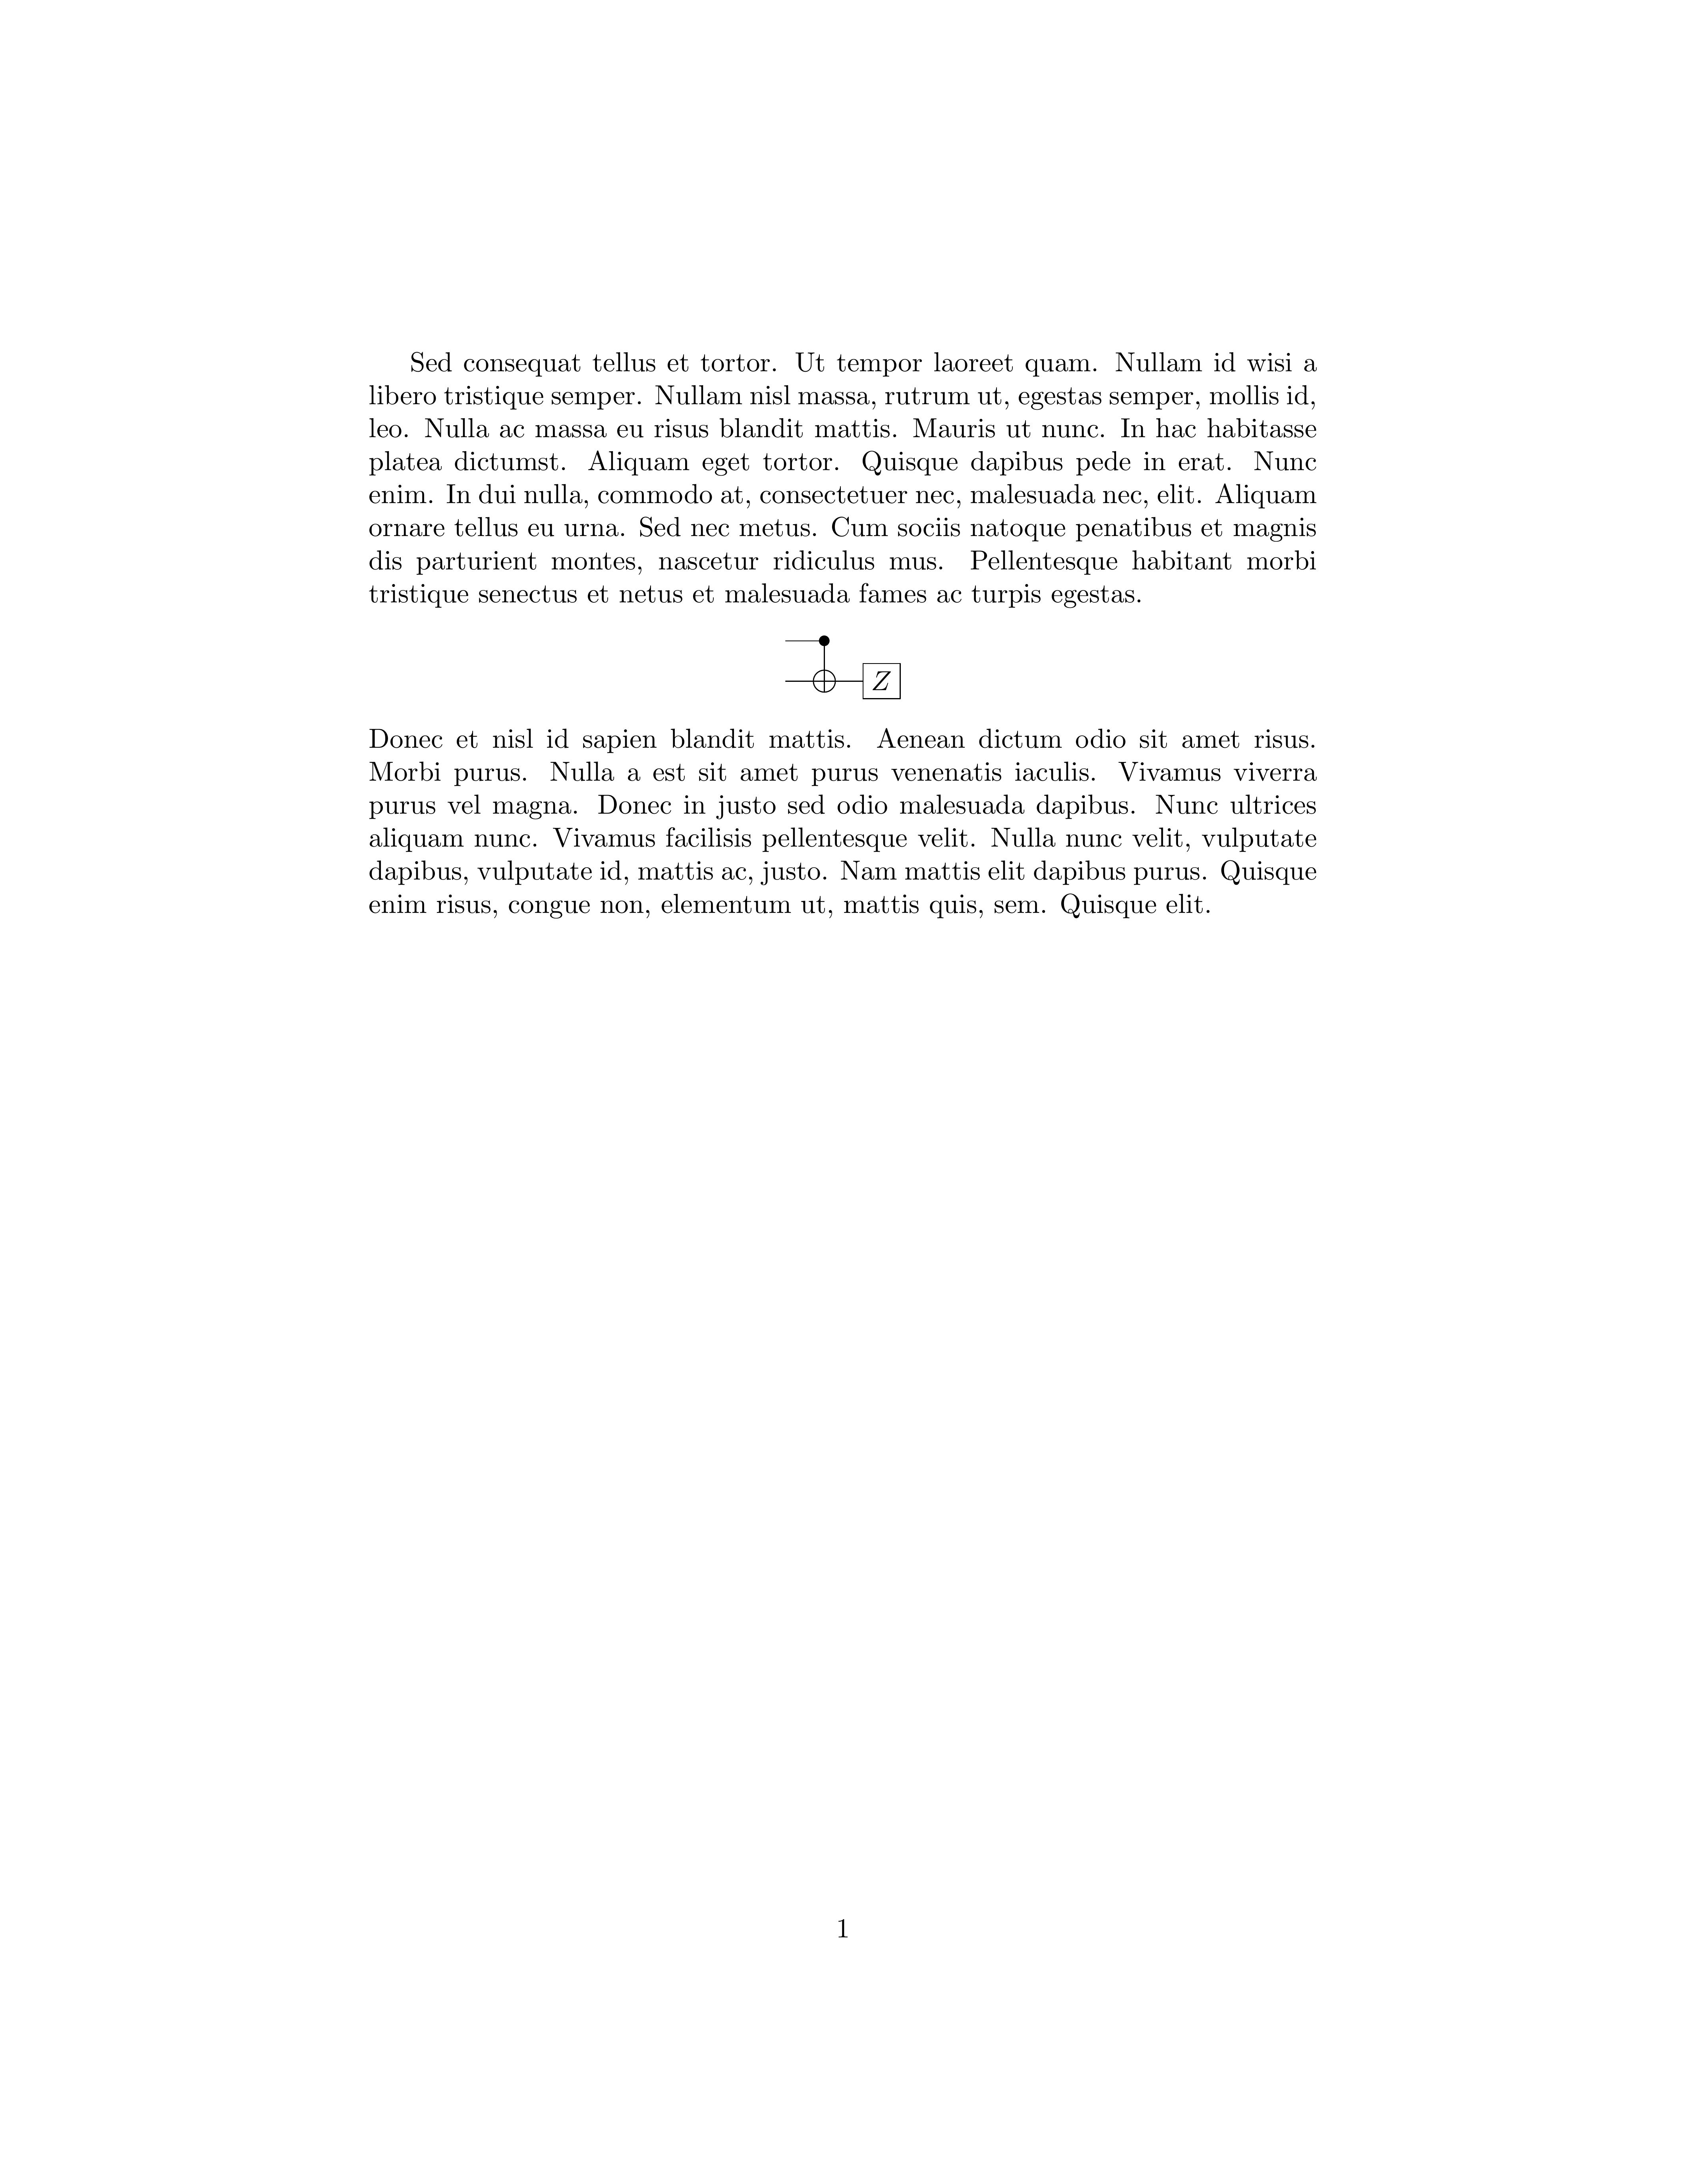 Sed consequat tellus et tortor. Ut tempor laoreet quam. Nullam id wisi a
libero tristique semper. Nullam nisl massa, rutrum ut, egestas semper, mollis id,
leo. Nulla ac massa eu risus blandit mattis. Mauris ut nunc. In hac habitasse
platea dictumst. Aliquam eget tortor. Quisque dapibus pede in erat. Nunc
enim. In dui nulla, commodo at, consectetuer nec, malesuada nec, elit. Aliquam
ornare tellus eu urna. Sed nec metus. Cum sociis natoque penatibus et magnis
dis parturient montes, nascetur ridiculus mus. Pellentesque habitant morbi
tristique senectus et netus et malesuada fames ac turpis egestas.
Z
Donec et nisl id sapien blandit mattis. Aenean dictum odio sit amet risus.
Morbi purus. Nulla a est sit amet purus venenatis iaculis. Vivamus viverra
purus vel magna. Donec in justo sed odio malesuada dapibus. Nunc ultrices
aliquam nunc. Vivamus facilisis pellentesque velit. Nulla nunc velit, vulputate
dapibus, vulputate id, mattis ac, justo. Nam mattis elit dapibus purus. Quisque
enim risus, congue non, elementum ut, mattis quis, sem. Quisque elit.
1